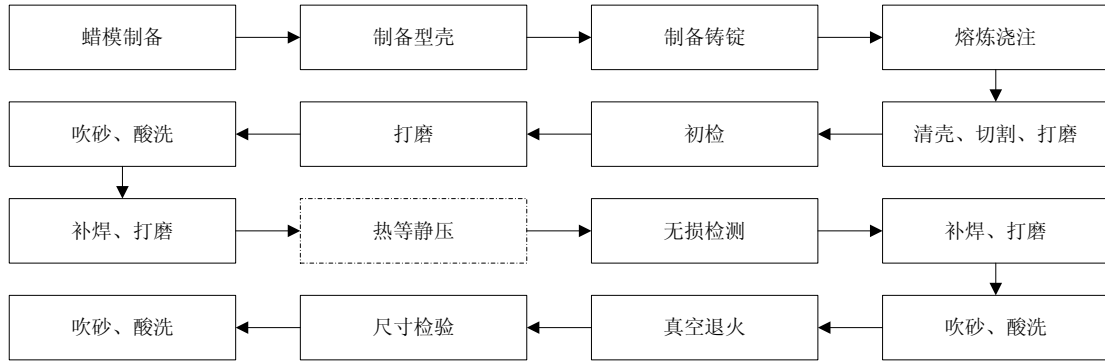 蜡模制备
制备型壳
制备铸锭
熔炼浇注
清壳、切割、打磨
初检
打磨
吹砂、酸洗
补焊、打磨
热等静压
无损检测
补焊、打磨
吹砂、酸洗
真空退火
尺寸检验
吹砂、酸洗